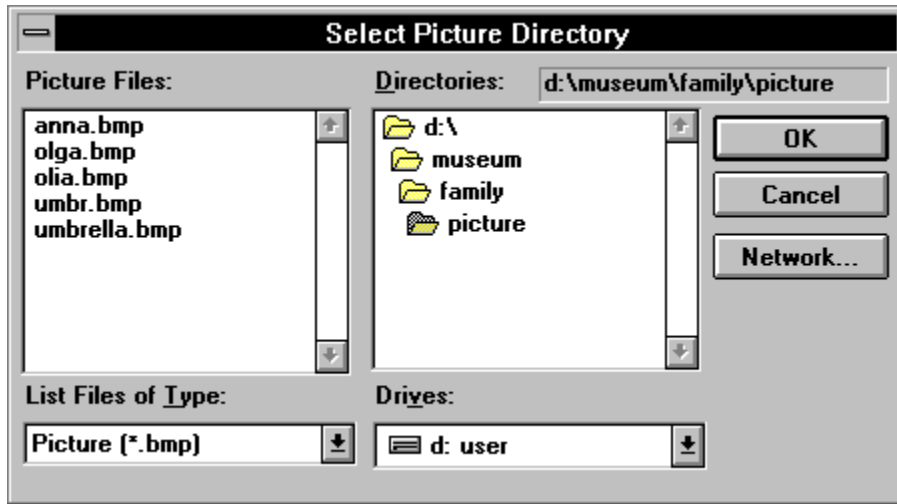 Select Picture Directory
Picture Files:
anna.bmp
olga.bmp
olia.bmp
umbr.bmp
umbrella.bmp
List Files of Type:
Picture (*.bmp)
Directories:
d:\museum\family\picture
d:\
museum
family
picture
Drives:
d: user
OK
Cancel
Network...